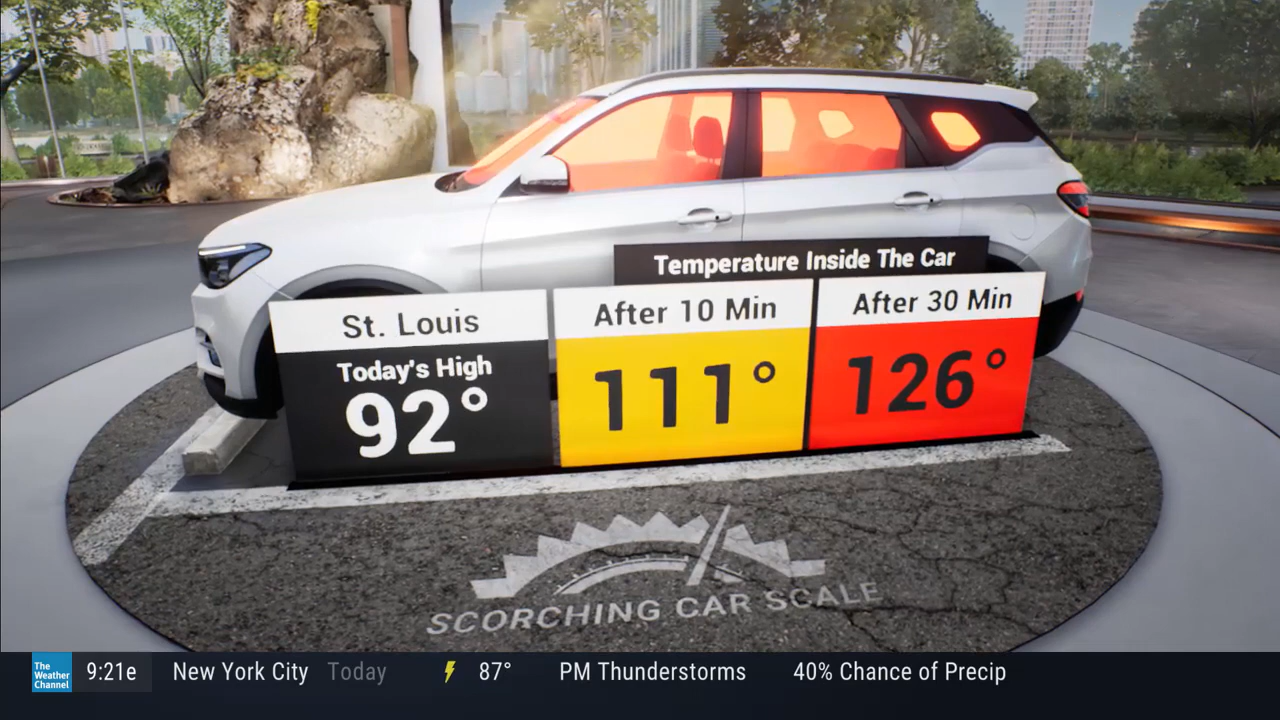 Temperature Inside The Car
St. Louis
Today's High
92°
After 10 Min
111°
After 30 Min
126°
SCORCHING CAR SCALE
The
Weather
Channel
9:21e
New York City Today 87° PM Thunderstorms 40% Chance of Precip